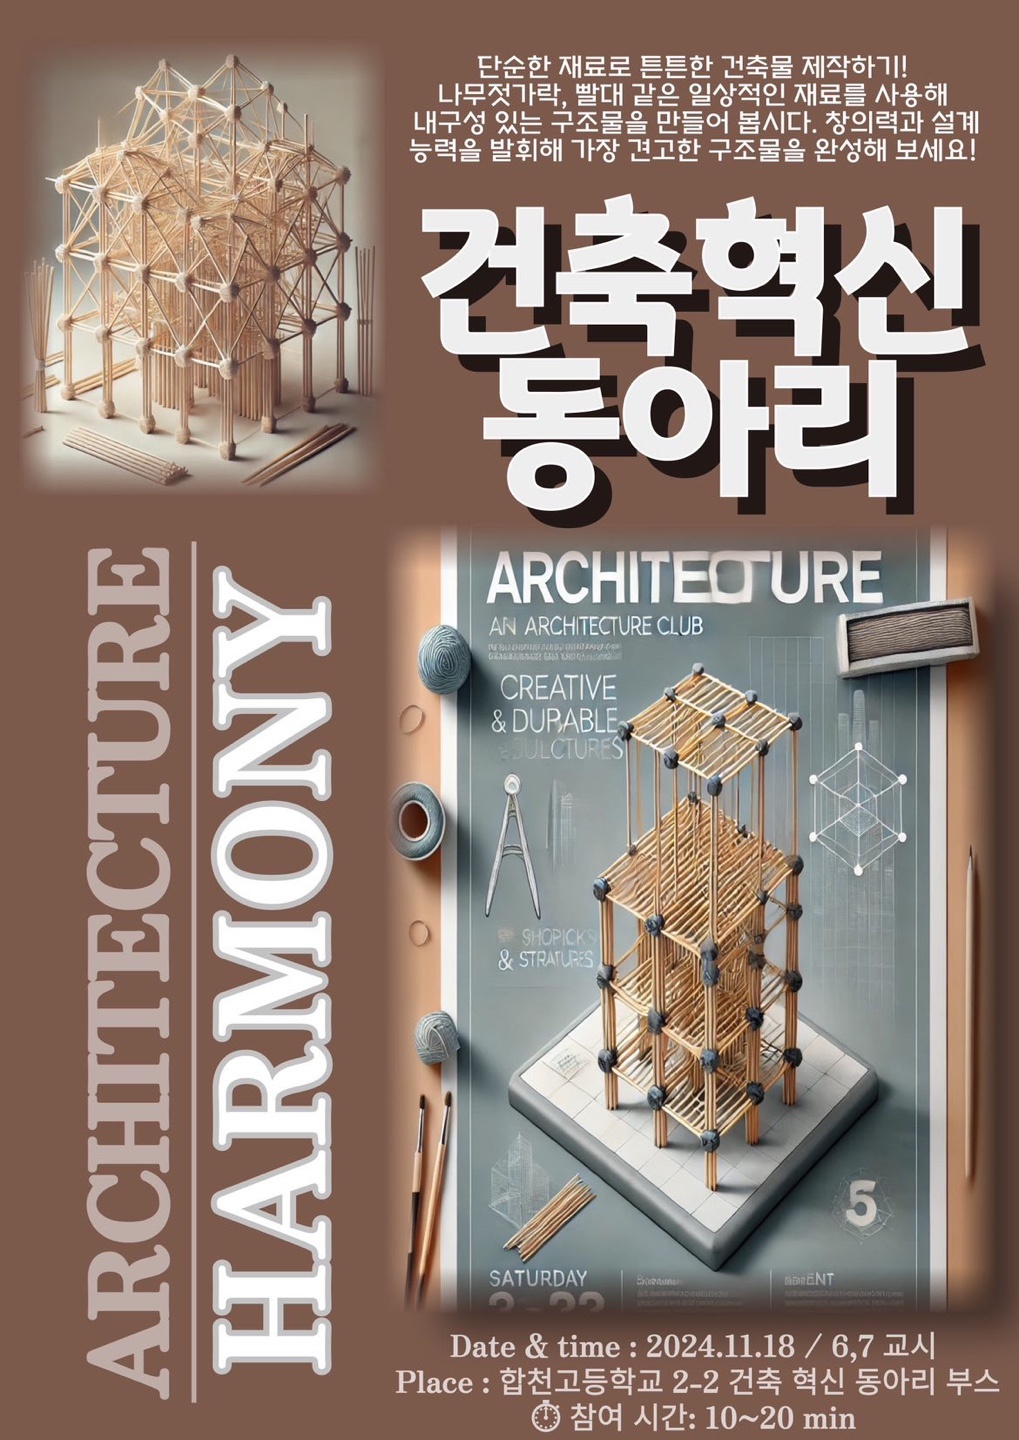 단순한 재료로 튼튼한 건축물 제작하기!
나무젓가락, 빨대 같은 일상적인 재료를 사용해
내구성 있는 구조물을 만들어 봅시다. 창의력과 설계
능력을 발휘해 가장 견고한 구조물을 완성해 보세요!
건축혁신
동아리
ARCHITECTURE
HARMONY
ARCHITECTURE
AN ARCHITECTURE CLUB
CREATIVE
& DURABLE
SHOPICKS
& STRATURES
5
SATURDAY
Date & time : 2024.11.18 / 6,7 교시
Place : 합천고등학교 2-2 건축 혁신 동아리 부스
⏱ 참여 시간: 10~20 min